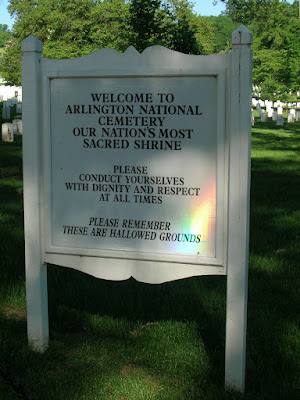 WELCOME TO
ARLINGTON NATIONAL
CEMETERY
OUR NATION'S MOST
SACRED SHRINE
PLEASE
CONDUCT YOURSELVES
WITH DIGNITY AND RESPECT
AT ALL TIMES
PLEASE REMEMBER
THESE ARE HALLOWED GROUNDS